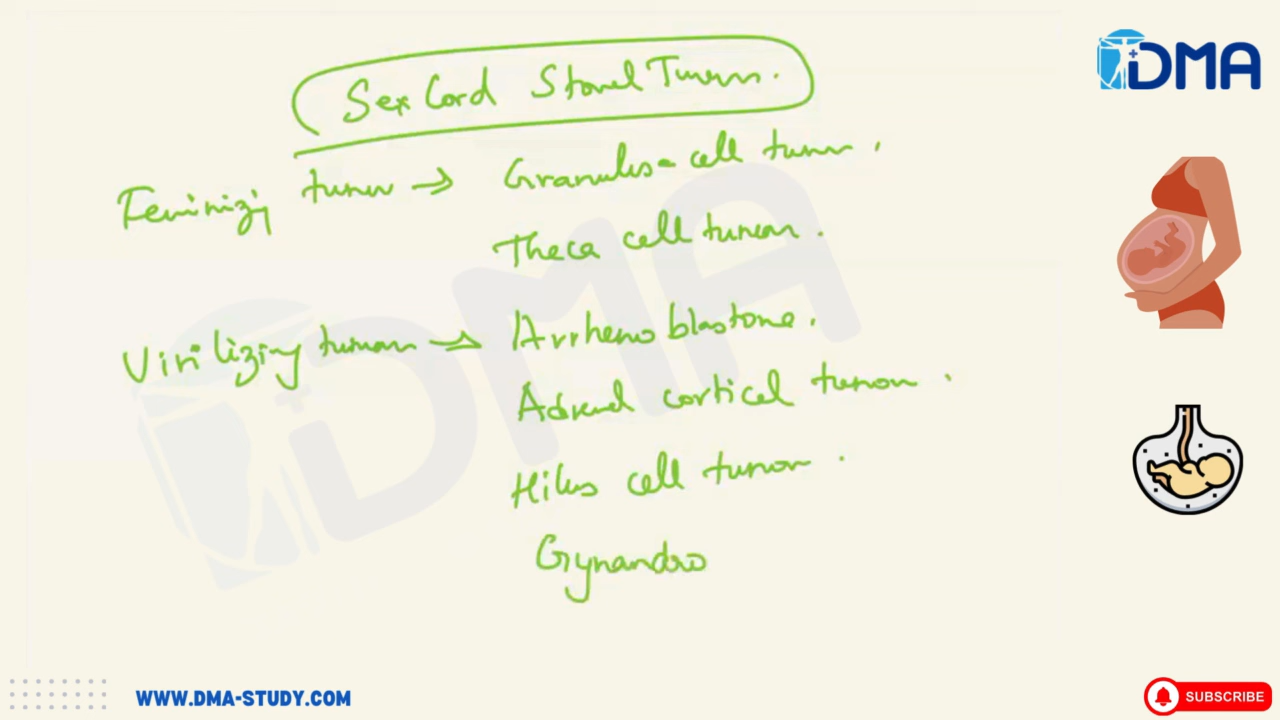 Sex Cord Stromal Tumors.
Feminizing tumor → Granulosa cell tumor.
Theca cell tumor.
Virilizing tumor → Arrhenoblastoma.
Adrenal cortical tumor.
Hilus cell tumor.
Gynandro
DMA
DMA
WWW.DMA-STUDY.COM
SUBSCRIBE